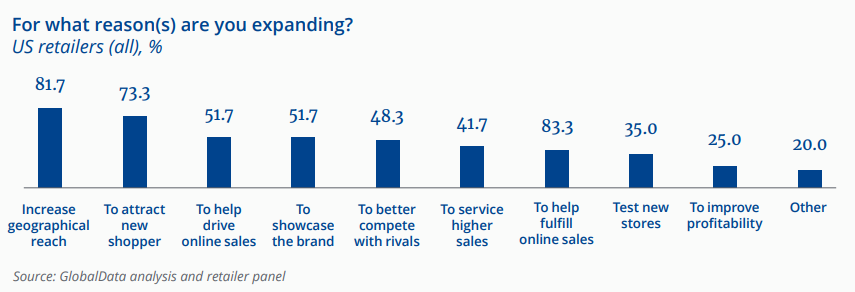 For what reason(s) are you expanding?
US retailers (all), %
81.7
73.3
51.7
51.7
48.3
41.7
83.3
35.0
25.0
20.0
Increase
geographical
reach
To attract
new
shopper
To help
drive
online sales
To
showcase
the brand
To better
compete
with rivals
To service
higher
sales
To help
fulfill
online sales
Test new
stores
To improve
profitability
Other
Source: GlobalData analysis and retailer panel